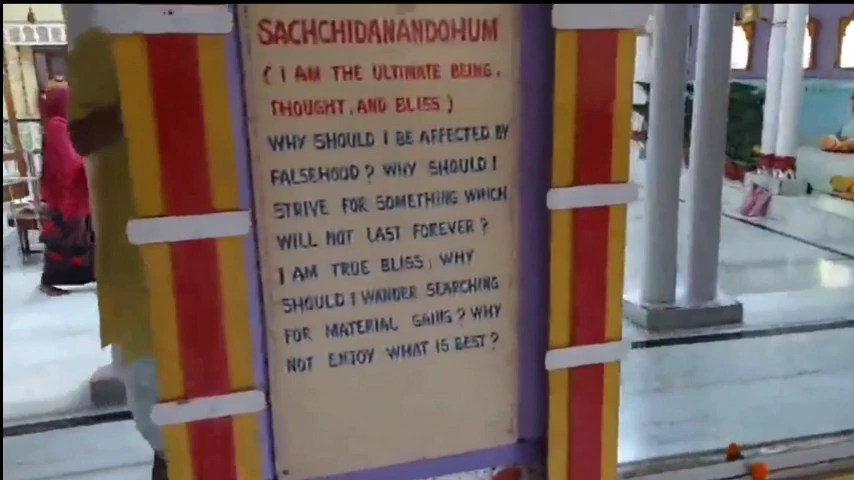 SACHCHIDANANDOHUM
( I AM THE ULTIMATE BEING,
THOUGHT, AND BLISS )
WHY SHOULD I BE AFFECTED BY
FALSEHOOD? WHY SHOULD I
STRIVE FOR SOMETHING WHICH
WILL NOT LAST FOREVER?
I AM TRUE BLISS, WHY
SHOULD I WANDER SEARCHING
FOR MATERIAL GAINS? WHY
NOT ENJOY WHAT IS BEST?